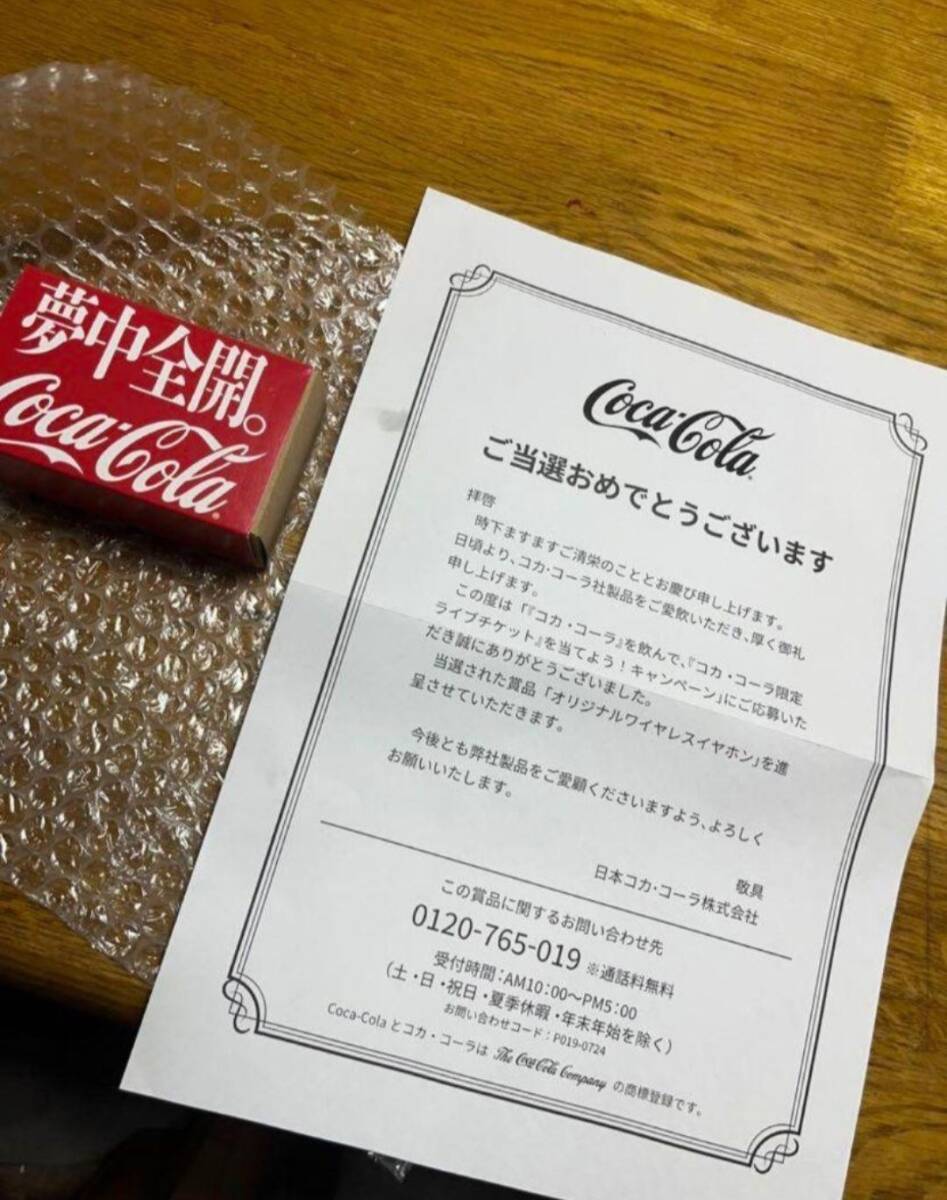 夢中全開。
Coca-Cola
Coca-Cola
ご当選おめでとうございます
拝啓
時下ますますご清栄のこととお慶び申し上げます。
日頃より、コカ·コーラ社製品をご愛飲いただき、厚く御礼
申し上げます。
この度は「『コカ・コーラ』を飲んで、『コカ・コーラ限定
ライブチケット』を当てよう！キャンペーン」にご応募いた
だき誠にありがとうございました。
当選された賞品「オリジナルワイヤレスイヤホン」を進
呈させていただきます。
今後とも弊社製品をご愛顧くださいますよう、よろしく
お願いいたします。
敬具
日本コカ·コーラ株式会社
この賞品に関するお問い合わせ先
0120-765-019 ※通話料無料
受付時間：AM10：00〜PM5：00
（土・日・祝日・夏季休暇・年末年始を除く）
お問い合わせコード：P019-0724
Coca-Cola とコカ・コーラは The Coca-Cola Company の商標登録です。